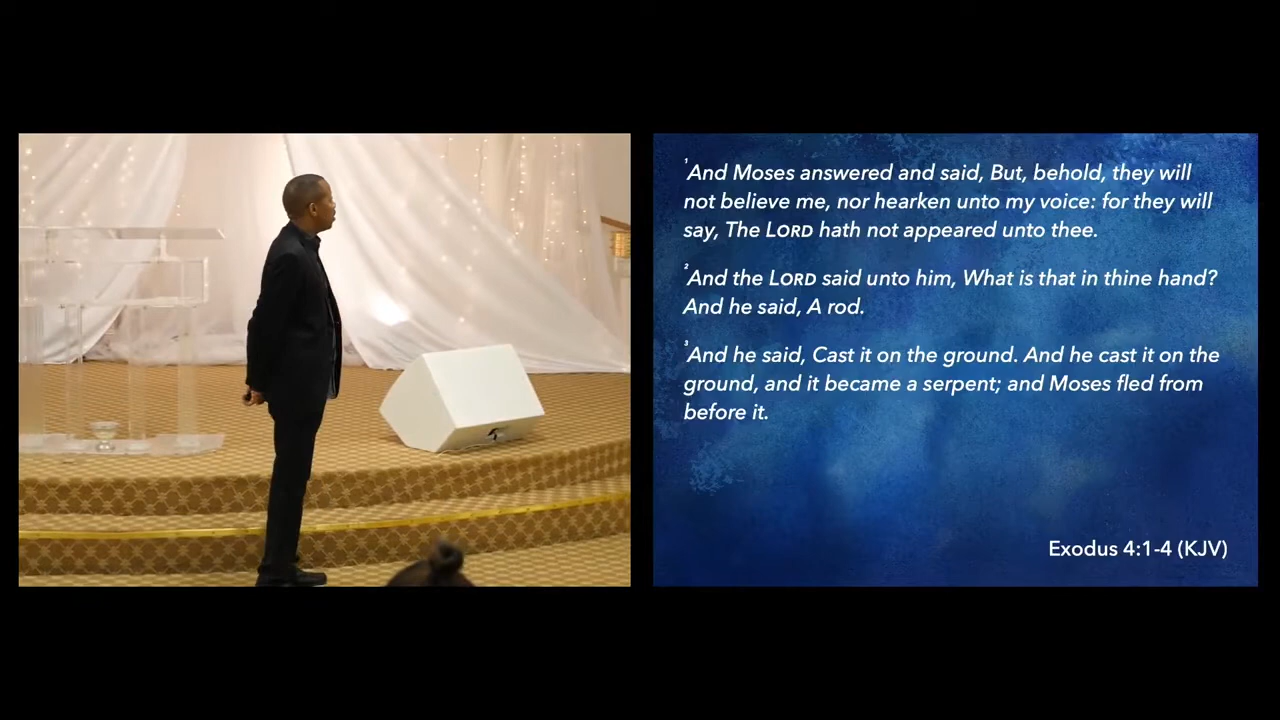 ¹And Moses answered and said, But, behold, they will
not believe me, nor hearken unto my voice: for they will
say, The LORD hath not appeared unto thee.
²And the LORD said unto him, What is that in thine hand?
And he said, A rod.
³And he said, Cast it on the ground. And he cast it on the
ground, and it became a serpent; and Moses fled from
before it.
Exodus 4:1-4 (KJV)